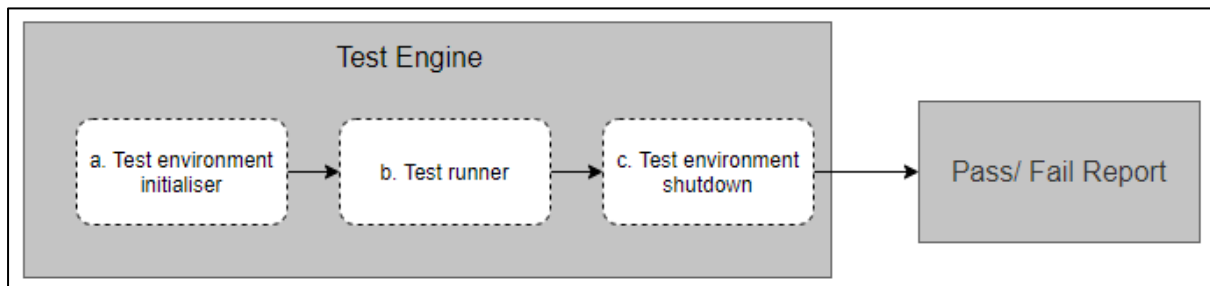 Test Engine
a. Test environment
initialiser
b. Test runner
c. Test environment
shutdown
Pass/ Fail Report